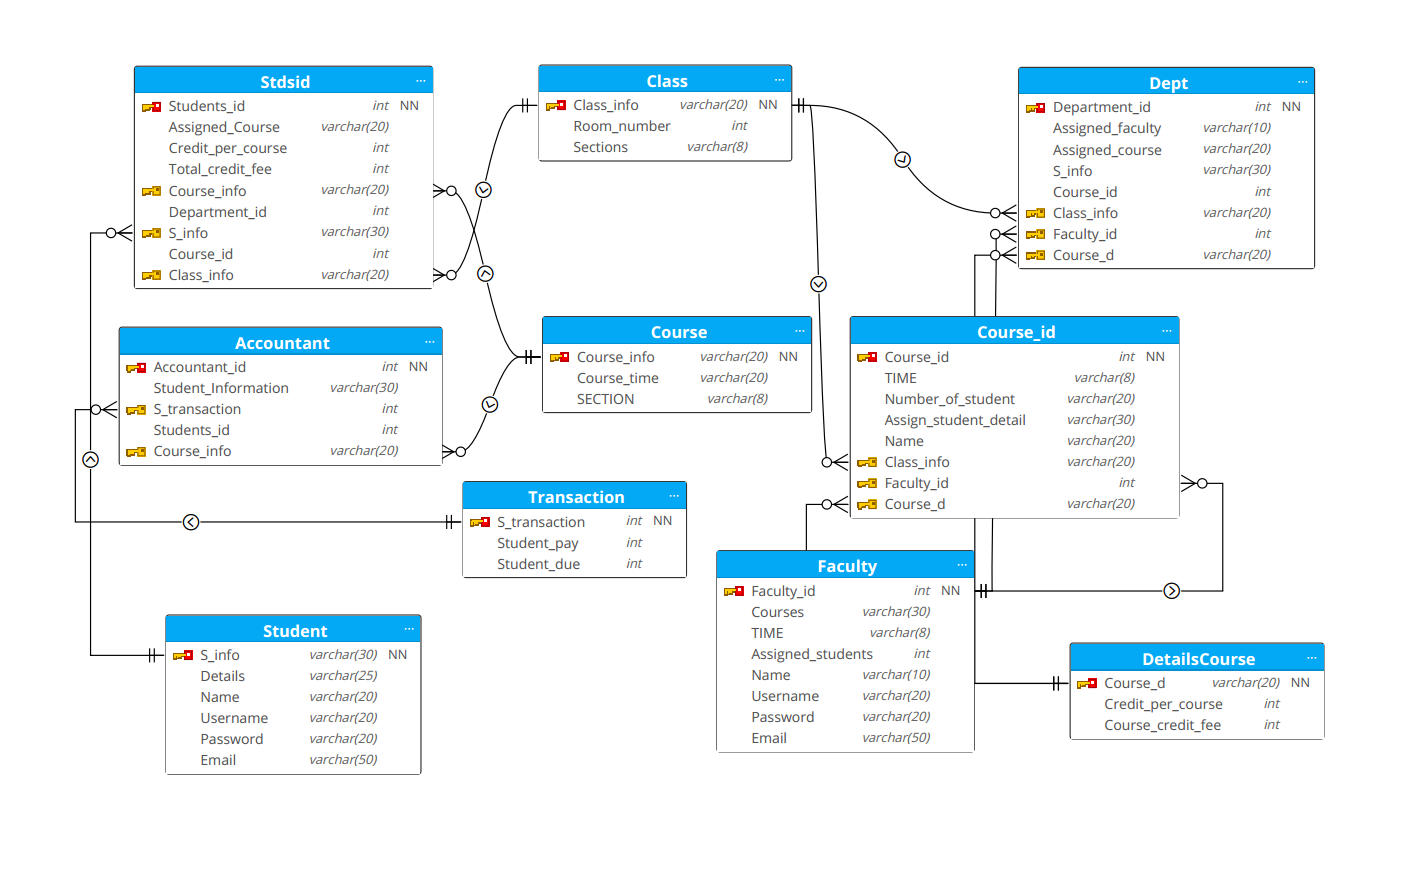 Stdsid ...
Students_id int NN
Assigned_Course varchar(20)
Credit_per_course int
Total_credit_fee int
Course_info varchar(20)
Department_id int
S_info varchar(30)
Course_id int
Class_info varchar(20)
Class ...
Class_info varchar(20) NN
Room_number int
Sections varchar(8)
Dept ...
Department_id int NN
Assigned_faculty varchar(10)
Assigned_course varchar(20)
S_info varchar(30)
Course_id int
Class_info varchar(20)
Faculty_id int
Course_d varchar(20)
Accountant ...
Accountant_id int NN
Student_Information varchar(30)
S_transaction int
Students_id int
Course_info varchar(20)
Course ...
Course_info varchar(20) NN
Course_time varchar(20)
SECTION varchar(8)
Course_id ...
Course_id int NN
TIME varchar(8)
Number_of_student varchar(20)
Assign_student_detail varchar(30)
Name varchar(20)
Class_info varchar(20)
Faculty_id int
Course_d varchar(20)
Transaction ...
S_transaction int NN
Student_pay int
Student_due int
Faculty ...
Faculty_id int NN
Courses varchar(30)
TIME varchar(8)
Assigned_students int
Name varchar(10)
Username varchar(20)
Password varchar(20)
Email varchar(50)
Student ...
S_info varchar(30) NN
Details varchar(25)
Name varchar(20)
Username varchar(20)
Password varchar(20)
Email varchar(50)
DetailsCourse ...
Course_d varchar(20) NN
Credit_per_course int
Course_credit_fee int